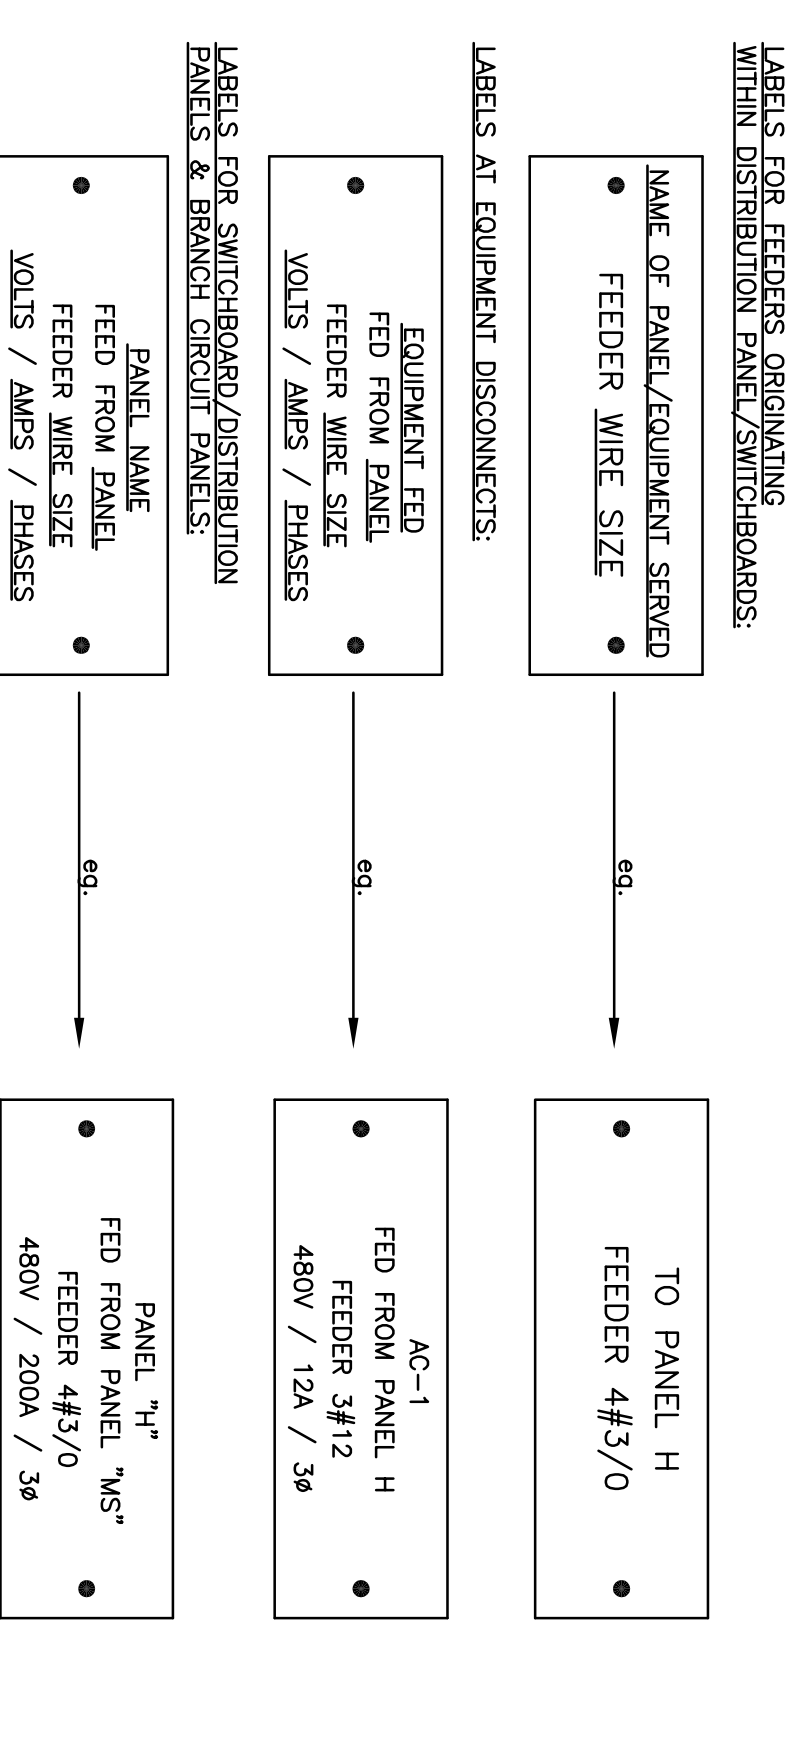 LABELS FOR FEEDERS ORIGINATING
WITHIN DISTRIBUTION PANEL/SWITCHBOARDS:
NAME OF PANEL/EQUIPMENT SERVED
FEEDER WIRE SIZE
eg.
TO PANEL H
FEEDER 4#3/0
LABELS AT EQUIPMENT DISCONNECTS:
EQUIPMENT FED
FED FROM PANEL
FEEDER WIRE SIZE
VOLTS / AMPS / PHASES
eg.
AC-1
FED FROM PANEL H
FEEDER 3#12
480V / 12A / 3ø
LABELS FOR SWITCHBOARD/DISTRIBUTION
PANELS & BRANCH CIRCUIT PANELS:
PANEL NAME
FEED FROM PANEL
FEEDER WIRE SIZE
VOLTS / AMPS / PHASES
eg.
PANEL "H"
FED FROM PANEL "MS"
FEEDER 4#3/0
480V / 200A / 3ø